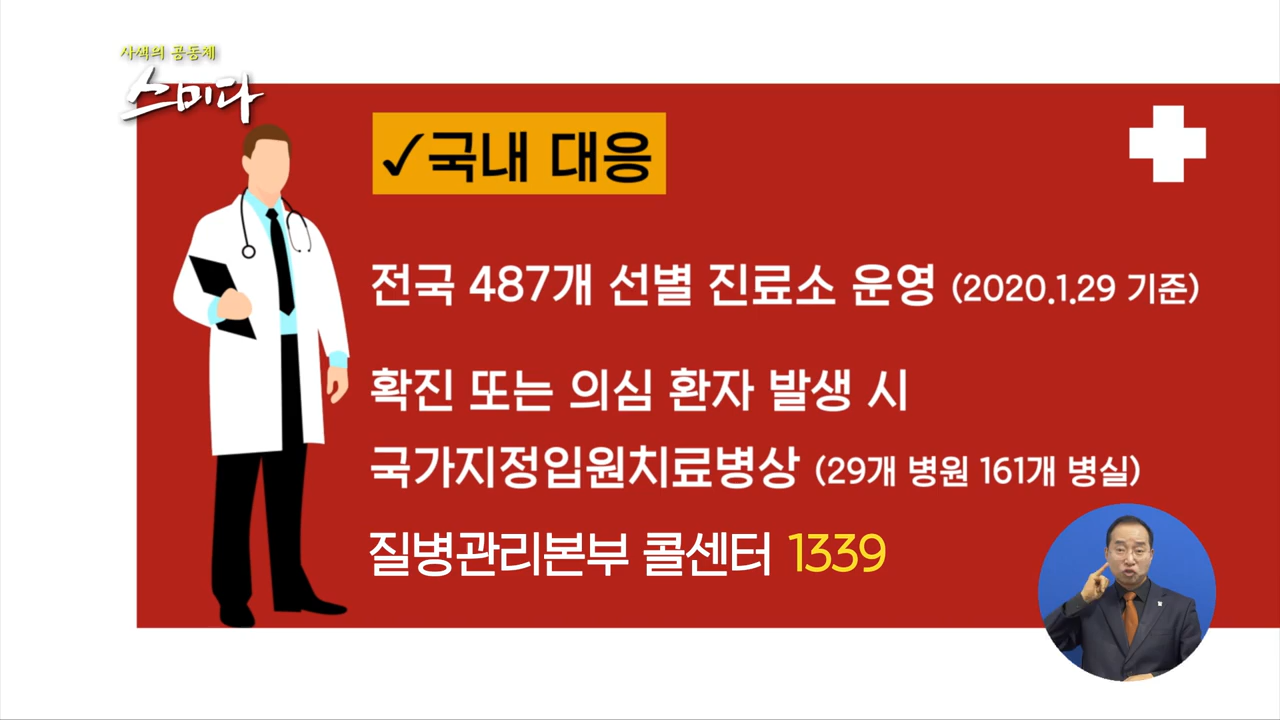 사색의 공동체
스미다
✓국내 대응
전국 487개 선별 진료소 운영 (2020.1.29 기준)
확진 또는 의심 환자 발생 시
국가지정입원치료병상 (29개 병원 161개 병실)
질병관리본부 콜센터 1339